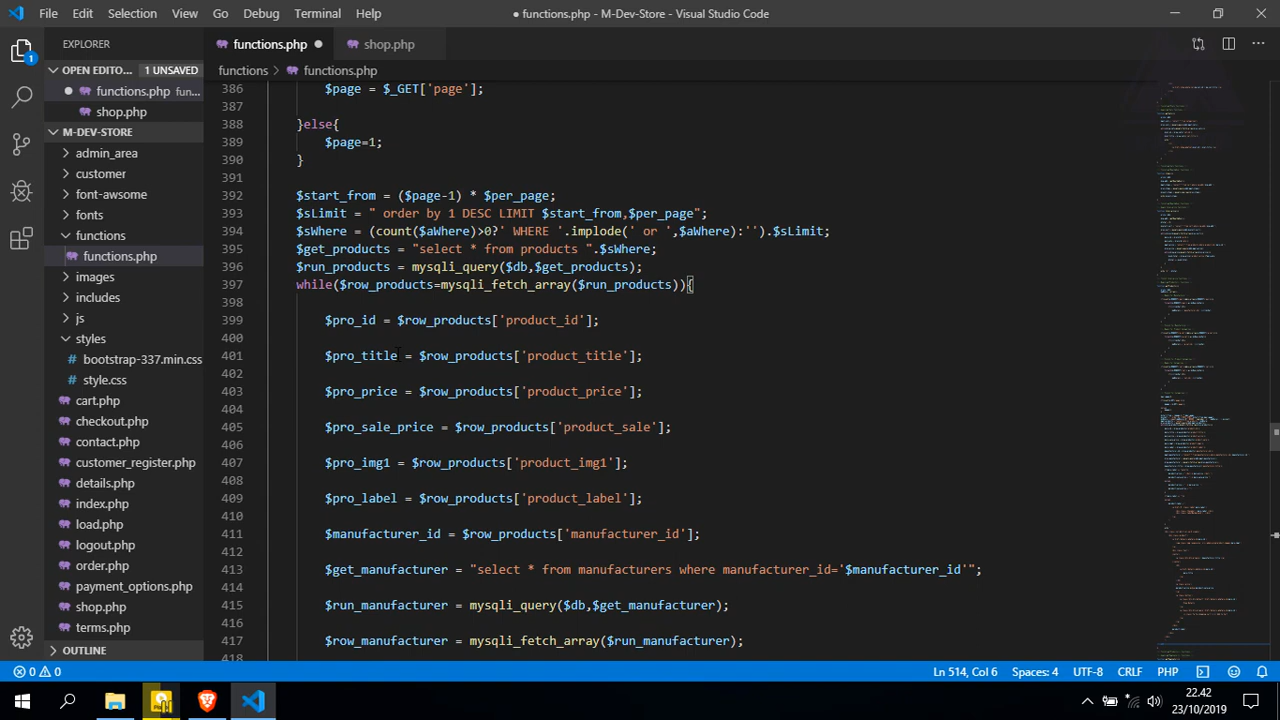 File Edit Selection View Go Debug Terminal Help
● functions.php - M-Dev-Store - Visual Studio Code
EXPLORER
functions.php ●
shop.php
OPEN EDITO... 1 UNSAVED
functions.php fun...
shop.php
M-DEV-STORE
admin_area
customer
font-awsome
fonts
functions
functions.php
images
includes
js
styles
bootstrap-337.min.css
style.css
cart.php
checkout.php
contact.php
customer_register.php
details.php
index.php
load.php
logout.php
order.php
payment_options.php
shop.php
terms.php
OUTLINE
functions > functions.php
386 $page = $_GET['page'];
387
388 }else{
389 $page=1;
390 }
391
392 $start_from = ($page-1) * $per_page;
393 $sLimit = " order by 1 DESC LIMIT $start_from,$per_page";
394 $sWhere = (count($aWhere)>0?' WHERE '.implode(' or ',$aWhere):'').$sLimit;
395 $get_products = "select * from products ".$sWhere;
396 $run_products = mysqli_query($db,$get_products);
397 while($row_products=mysqli_fetch_array($run_products)){
398
399 $pro_id = $row_products['product_id'];
400
401 $pro_title = $row_products['product_title'];
402
403 $pro_price = $row_products['product_price'];
404
405 $pro_sale_price = $row_products['product_sale'];
406
407 $pro_img1 = $row_products['product_img1'];
408
409 $pro_label = $row_products['product_label'];
410
411 $manufacturer_id = $row_products['manufacturer_id'];
412
413 $get_manufacturer = "select * from manufacturers where manufacturer_id='$manufacturer_id'";
414
415 $run_manufacturer = mysqli_query($db,$get_manufacturer);
416
417 $row_manufacturer = mysqli_fetch_array($run_manufacturer);
418
0 0 Ln 514, Col 6 Spaces: 4 UTF-8 CRLF PHP
22.42
23/10/2019